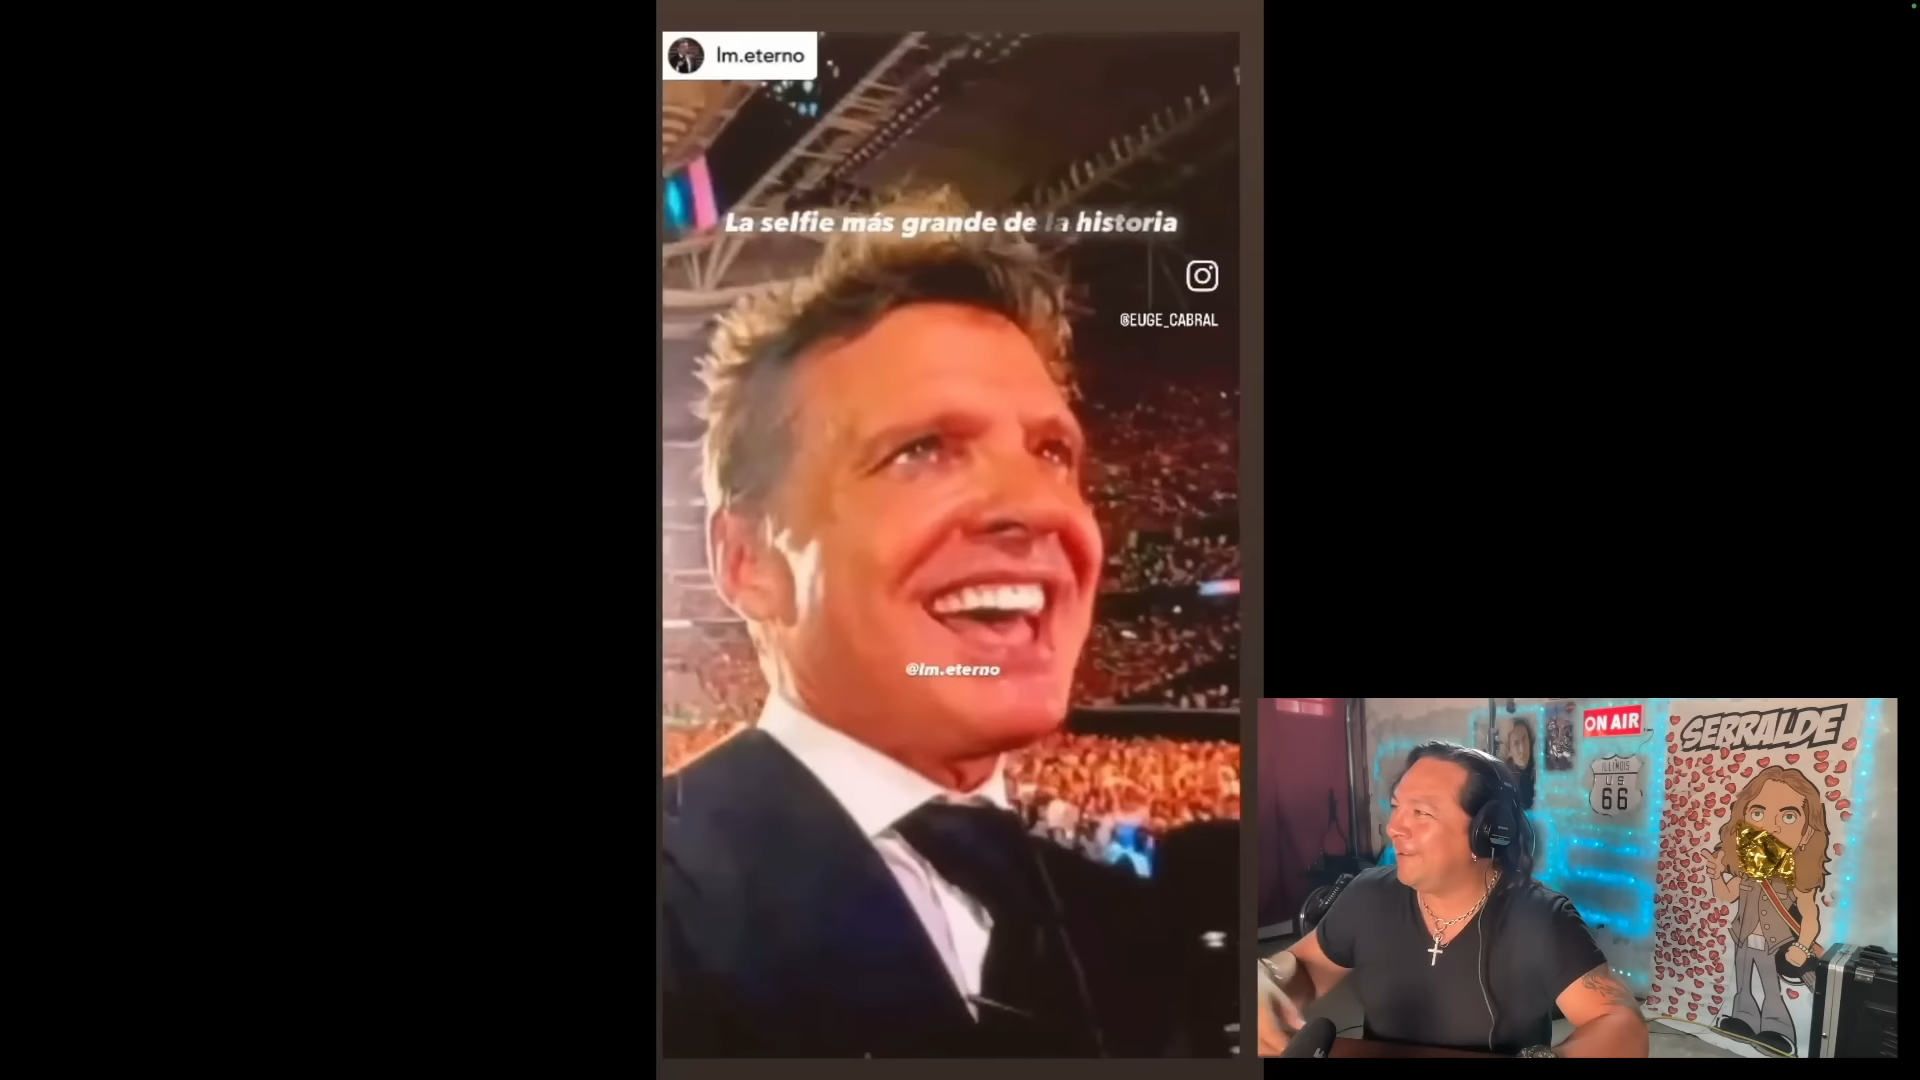 lm.eterno
La selfie más grande de la historia
@EUGE_CABRAL
@lm.eterno
ON AIR
SERRALDE
ILLINOIS
US
66